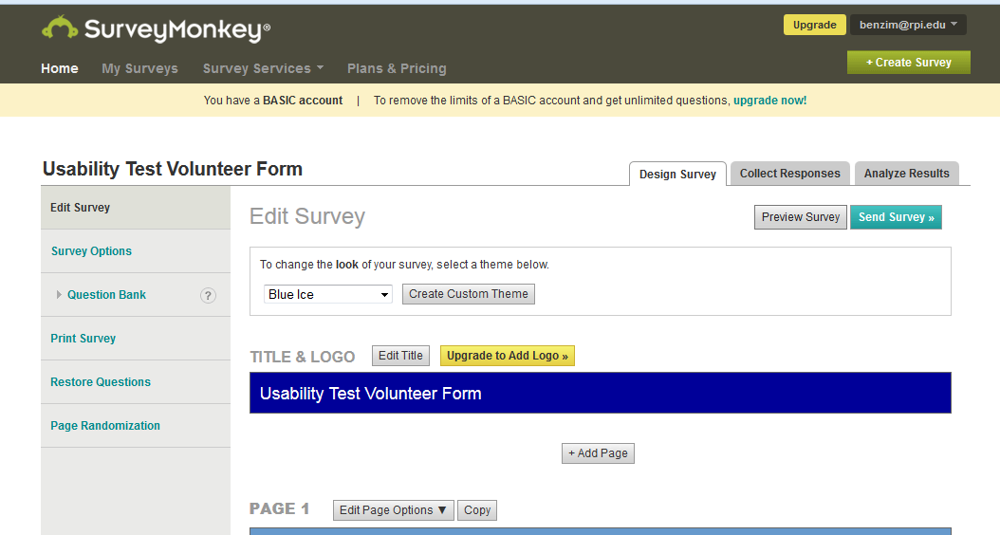 SurveyMonkey®
Upgrade
benzim@rpi.edu
Home
My Surveys
Survey Services
Plans & Pricing
+ Create Survey
You have a BASIC account | To remove the limits of a BASIC account and get unlimited questions, upgrade now!
Usability Test Volunteer Form
Design Survey
Collect Responses
Analyze Results
Edit Survey
Survey Options
Question Bank ?
Print Survey
Restore Questions
Page Randomization
Edit Survey
Preview Survey
Send Survey »
To change the look of your survey, select a theme below.
Blue Ice
Create Custom Theme
TITLE & LOGO
Edit Title
Upgrade to Add Logo »
Usability Test Volunteer Form
+ Add Page
PAGE 1
Edit Page Options ▼
Copy